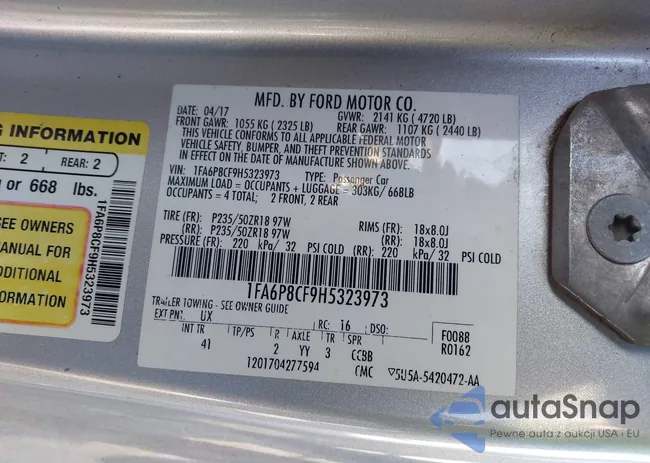 G INFORMATION
T: 2 REAR: 2
g or 668 lbs.
SEE OWNERS
MANUAL FOR
ADDITIONAL
INFORMATION
1FA6P8CF9H5323973
MFD. BY FORD MOTOR CO.
DATE: 04/17 GVWR: 2141 KG ( 4720 LB)
FRONT GAWR: 1055 KG ( 2325 LB) REAR GAWR: 1107 KG ( 2440 LB)
THIS VEHICLE CONFORMS TO ALL APPLICABLE FEDERAL MOTOR
VEHICLE SAFETY, BUMPER, AND THEFT PREVENTION STANDARDS
IN EFFECT ON THE DATE OF MANUFACTURE SHOWN ABOVE.
VIN: 1FA6P8CF9H5323973 TYPE: Passenger Car
MAXIMUM LOAD = OCCUPANTS + LUGGAGE = 303KG/ 668LB
OCCUPANTS = 4 TOTAL; 2 FRONT, 2 REAR
TIRE (FR): P235/50ZR18 97W RIMS (FR): 18x8.0J
(RR): P235/50ZR18 97W (RR): 18x8.0J
PRESSURE (FR): 220 kPa/ 32 PSI COLD (RR): 220 kPa/ 32 PSI COLD
1FA6P8CF9H5323973
TRAILER TOWING - SEE OWNER GUIDE
EXT PNT: UX RC: 16 DSO: F0088
INT TR TP/PS R AXLE TR SPR R0162
41 2 YY 3 CCBB
1201704277594 CMC ▽5U5A-5420472-AA
autaSnap
Pewne auta z aukcji USA i EU